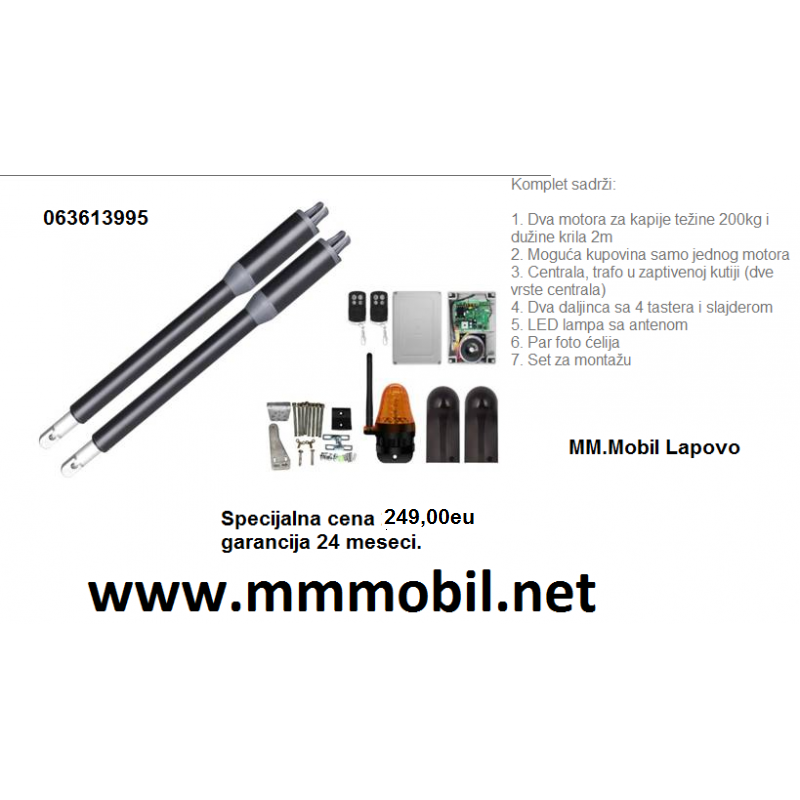 063613995
Komplet sadrži:
1. Dva motora za kapije težine 200kg i
dužine krila 2m
2. Moguća kupovina samo jednog motora
3. Centrala, trafo u zaptivenoj kutiji (dve
vrste centrala)
4. Dva daljinca sa 4 tastera i slajderom
5. LED lampa sa antenom
6. Par foto ćelija
7. Set za montažu
MM.Mobil Lapovo
Specijalna cena 249,00eu
garancija 24 meseci.
www.mmmobil.net